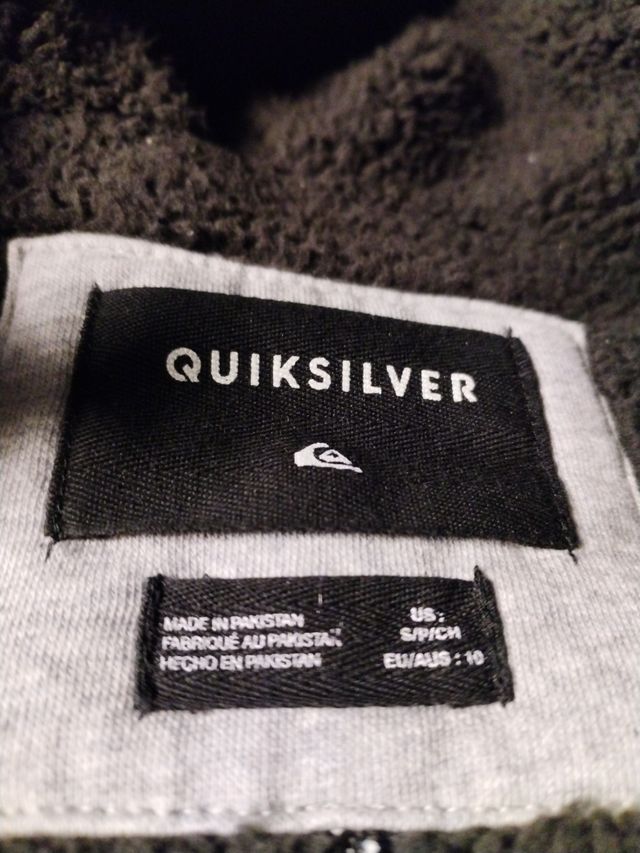 QUIKSILVER
MADE IN PAKISTAN
FABRIQUÉ AU PAKISTAN
HECHO EN PAKISTAN
US :
S/P/CH
EU/AUS : 10